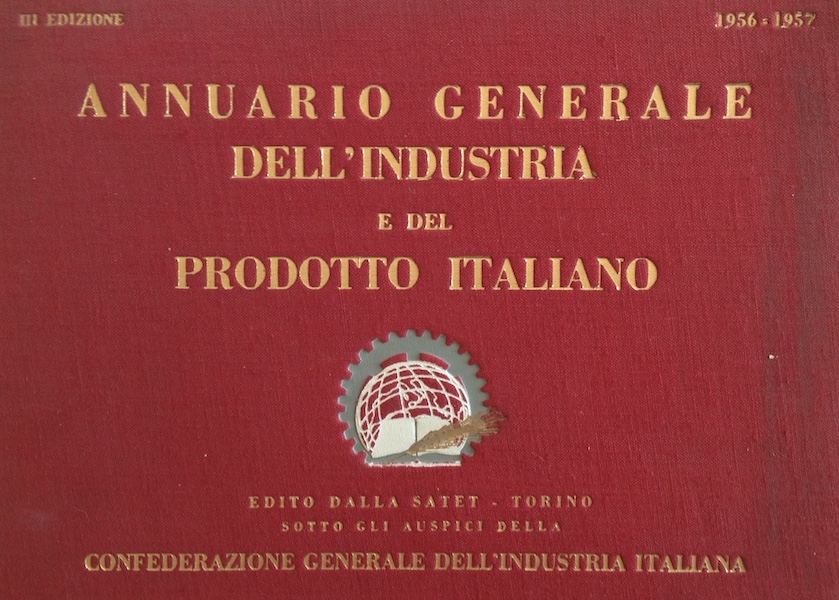 III EDIZIONE
1956 - 1957
ANNUARIO GENERALE
DELL'INDUSTRIA
E DEL
PRODOTTO ITALIANO
EDITO DALLA SATET - TORINO
SOTTO GLI AUSPICI DELLA
CONFEDERAZIONE GENERALE DELL'INDUSTRIA ITALIANA